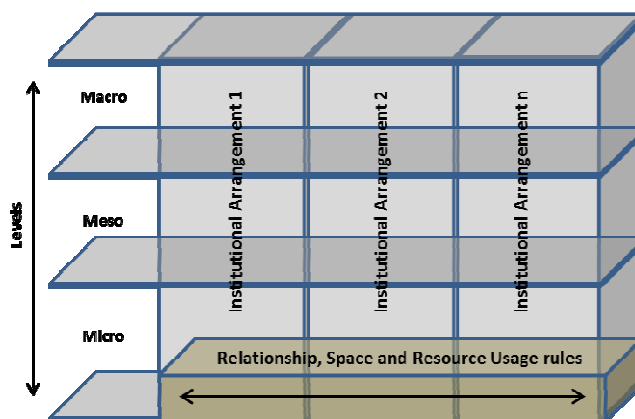 Macro
Meso
Micro
Levels
Institutional Arrangement 1
Institutional Arrangement 2
Institutional Arrangement n
Relationship, Space and Resource Usage rules